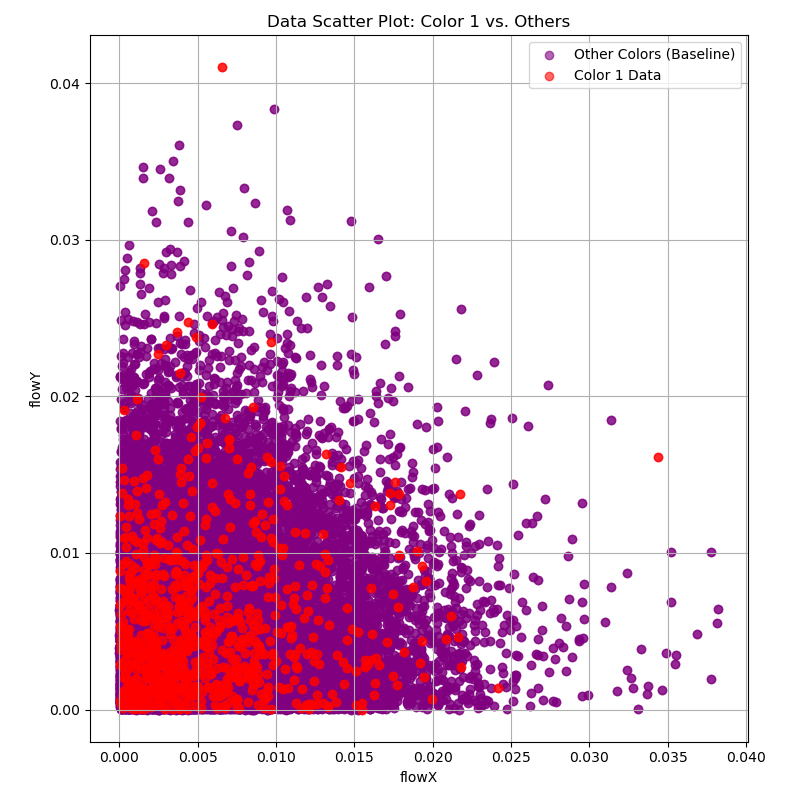 Data Scatter Plot: Color 1 vs. Others
Other Colors (Baseline)
Color 1 Data
0.04
0.03
0.02
0.01
0.00
flowY
0.000 0.005 0.010 0.015 0.020 0.025 0.030 0.035 0.040
flowX